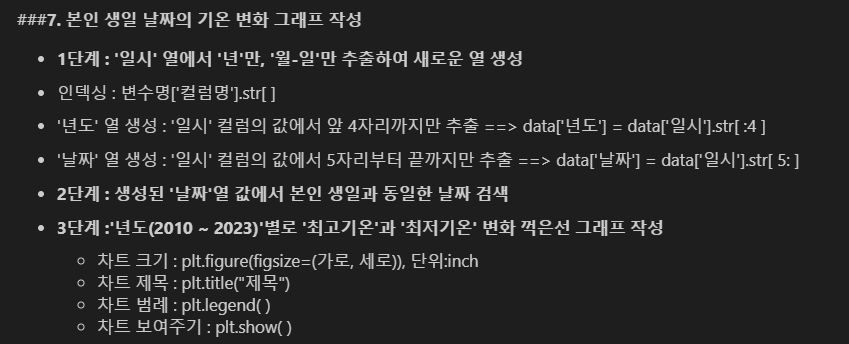 ###7. 본인 생일 날짜의 기온 변화 그래프 작성
• 1단계 : '일시' 열에서 '년'만, '월-일'만 추출하여 새로운 열 생성
• 인덱싱 : 변수명['컬럼명'].str[ ]
• '년도' 열 생성 : '일시' 컬럼의 값에서 앞 4자리까지만 추출 ==> data['년도'] = data['일시'].str[ :4 ]
• '날짜' 열 생성 : '일시' 컬럼의 값에서 5자리부터 끝까지만 추출 ==> data['날짜'] = data['일시'].str[ 5: ]
• 2단계 : 생성된 '날짜'열 값에서 본인 생일과 동일한 날짜 검색
• 3단계 :'년도(2010 ~ 2023)'별로 '최고기온'과 '최저기온' 변화 꺽은선 그래프 작성
○ 차트 크기 : plt.figure(figsize=(가로, 세로)), 단위:inch
○ 차트 제목 : plt.title("제목")
○ 차트 범례 : plt.legend( )
○ 차트 보여주기 : plt.show( )